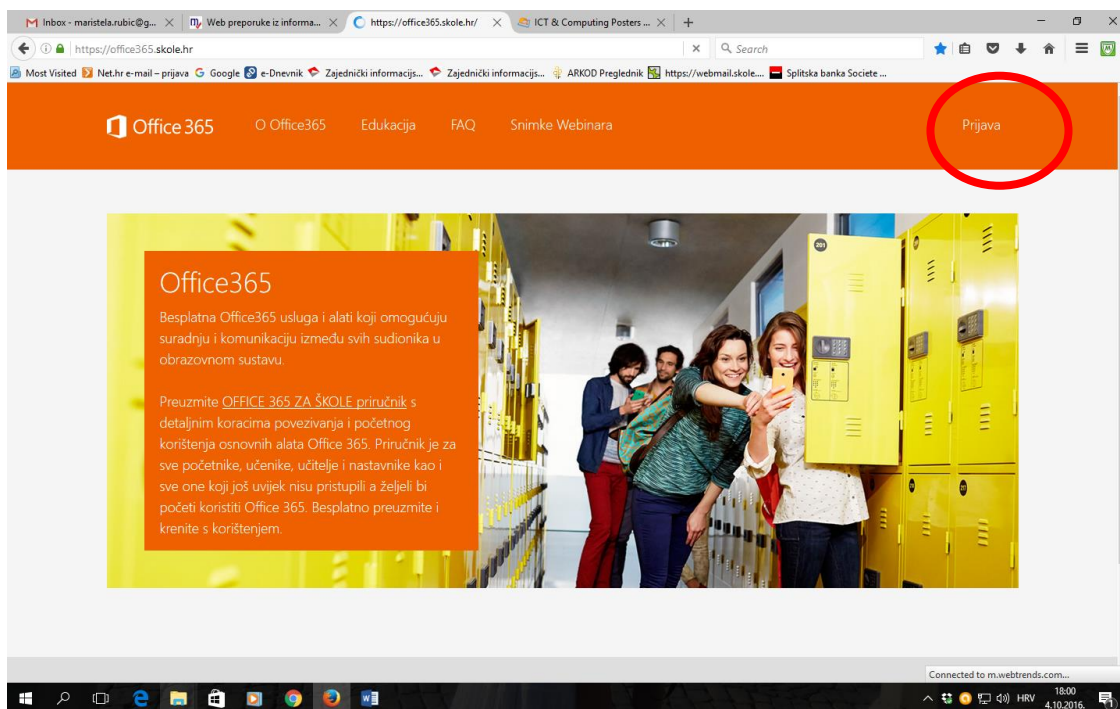 Inbox - maristela.rubic@g...
Web preporuke iz informa...
https://office365.skole.hr/
ICT & Computing Posters ...
https://office365.skole.hr
Search
Most Visited Net.hr e-mail – prijava Google e-Dnevnik Zajednički informacijs... Zajednički informacijs... ARKOD Preglednik https://webmail.skole.... Splitska banka Societe ...
Office 365 O Office365 Edukacija FAQ Snimke Webinara Prijava
Office365
Besplatna Office365 usluga i alati koji omogućuju
suradnju i komunikaciju između svih sudionika u
obrazovnom sustavu.
Preuzmite OFFICE 365 ZA ŠKOLE priručnik s
detaljnim koracima povezivanja i početnog
korištenja osnovnih alata Office 365. Priručnik je za
sve početnike, učenike, učitelje i nastavnike kao i
sve one koji još uvijek nisu pristupili a željeli bi
početi koristiti Office 365. Besplatno preuzmite i
krenite s korištenjem.
201
Connected to m.webtrends.com...
HRV
18:00
4.10.2016.